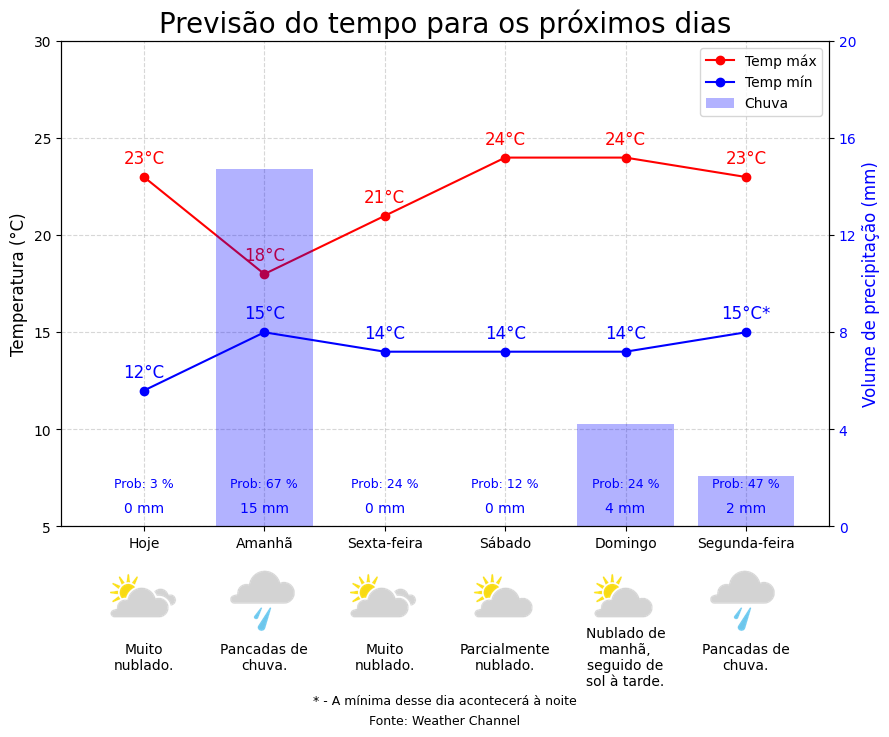 Previsão do tempo para os próximos dias
Temp máx
Temp mín
Chuva
Temperatura (°C)
Volume de precipitação (mm)
30
25
20
15
10
5
20
16
12
8
4
0
23°C
18°C
21°C
24°C
24°C
23°C
12°C
15°C
14°C
14°C
14°C
15°C*
Prob: 3 %
Prob: 67 %
Prob: 24 %
Prob: 12 %
Prob: 24 %
Prob: 47 %
0 mm
15 mm
0 mm
0 mm
4 mm
2 mm
Hoje
Amanhã
Sexta-feira
Sábado
Domingo
Segunda-feira
Muito
nublado.
Pancadas de
chuva.
Muito
nublado.
Parcialmente
nublado.
Nublado de
manhã,
seguido de
sol à tarde.
Pancadas de
chuva.
* - A mínima desse dia acontecerá à noite
Fonte: Weather Channel